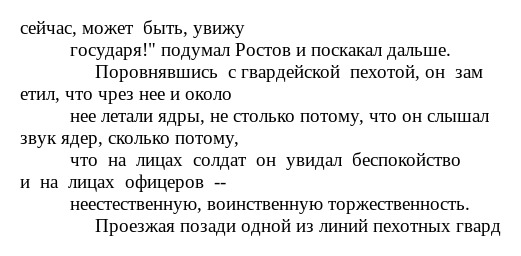 сейчас, может быть, увижу
государя!" подумал Ростов и поскакал дальше.
Поровнявшись с гвардейской пехотой, он зам
етил, что чрез нее и около
нее летали ядры, не столько потому, что он слышал
звук ядер, сколько потому,
что на лицах солдат он увидал беспокойство
и на лицах офицеров --
неестественную, воинственную торжественность.
Проезжая позади одной из линий пехотных гвард